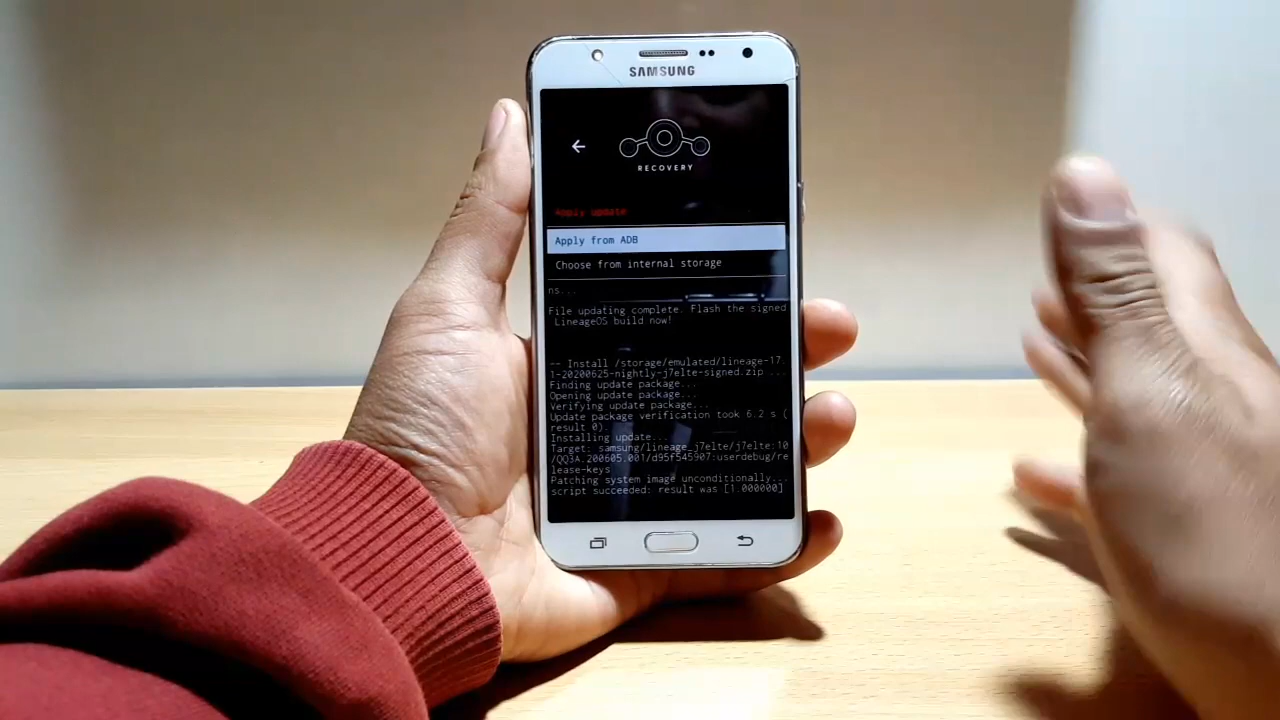 SAMSUNG
RECOVERY
Apply update
Apply from ADB
Choose from internal storage
ns...
File updating complete. Flash the signed
LineageOS build now!
-- Install /storage/emulated/lineage-17.
1-20200625-nightly-j7elte-signed.zip ...
Finding update package...
Opening update package...
Verifying update package...
Update package verification took 6.2 s (
result 0).
Installing update...
Target: samsung/lineage_j7elte/j7elte:10
/QQ3A.200605.001/d95f545907:userdebug/re
lease-keys
Patching system image unconditionally...
script succeeded: result was [1.000000]